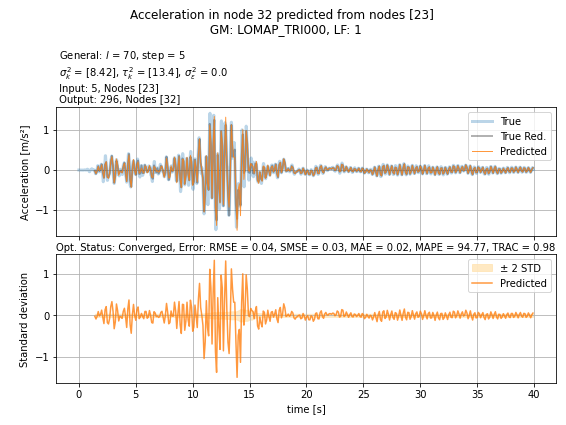 Acceleration in node 32 predicted from nodes [23]
GM: LOMAP_TRI000, LF: 1
General: l = 70, step = 5
σ²ₖ = [8.42], τ²ₖ = [13.4], σ²ε = 0.0
Input: 5, Nodes [23]
Output: 296, Nodes [32]
True
True Red.
Predicted
Acceleration [m/s²]
1
0
−1
Opt. Status: Converged, Error: RMSE = 0.04, SMSE = 0.03, MAE = 0.02, MAPE = 94.77, TRAC = 0.98
± 2 STD
Predicted
Standard deviation
1
0
−1
0 5 10 15 20 25 30 35 40
time [s]